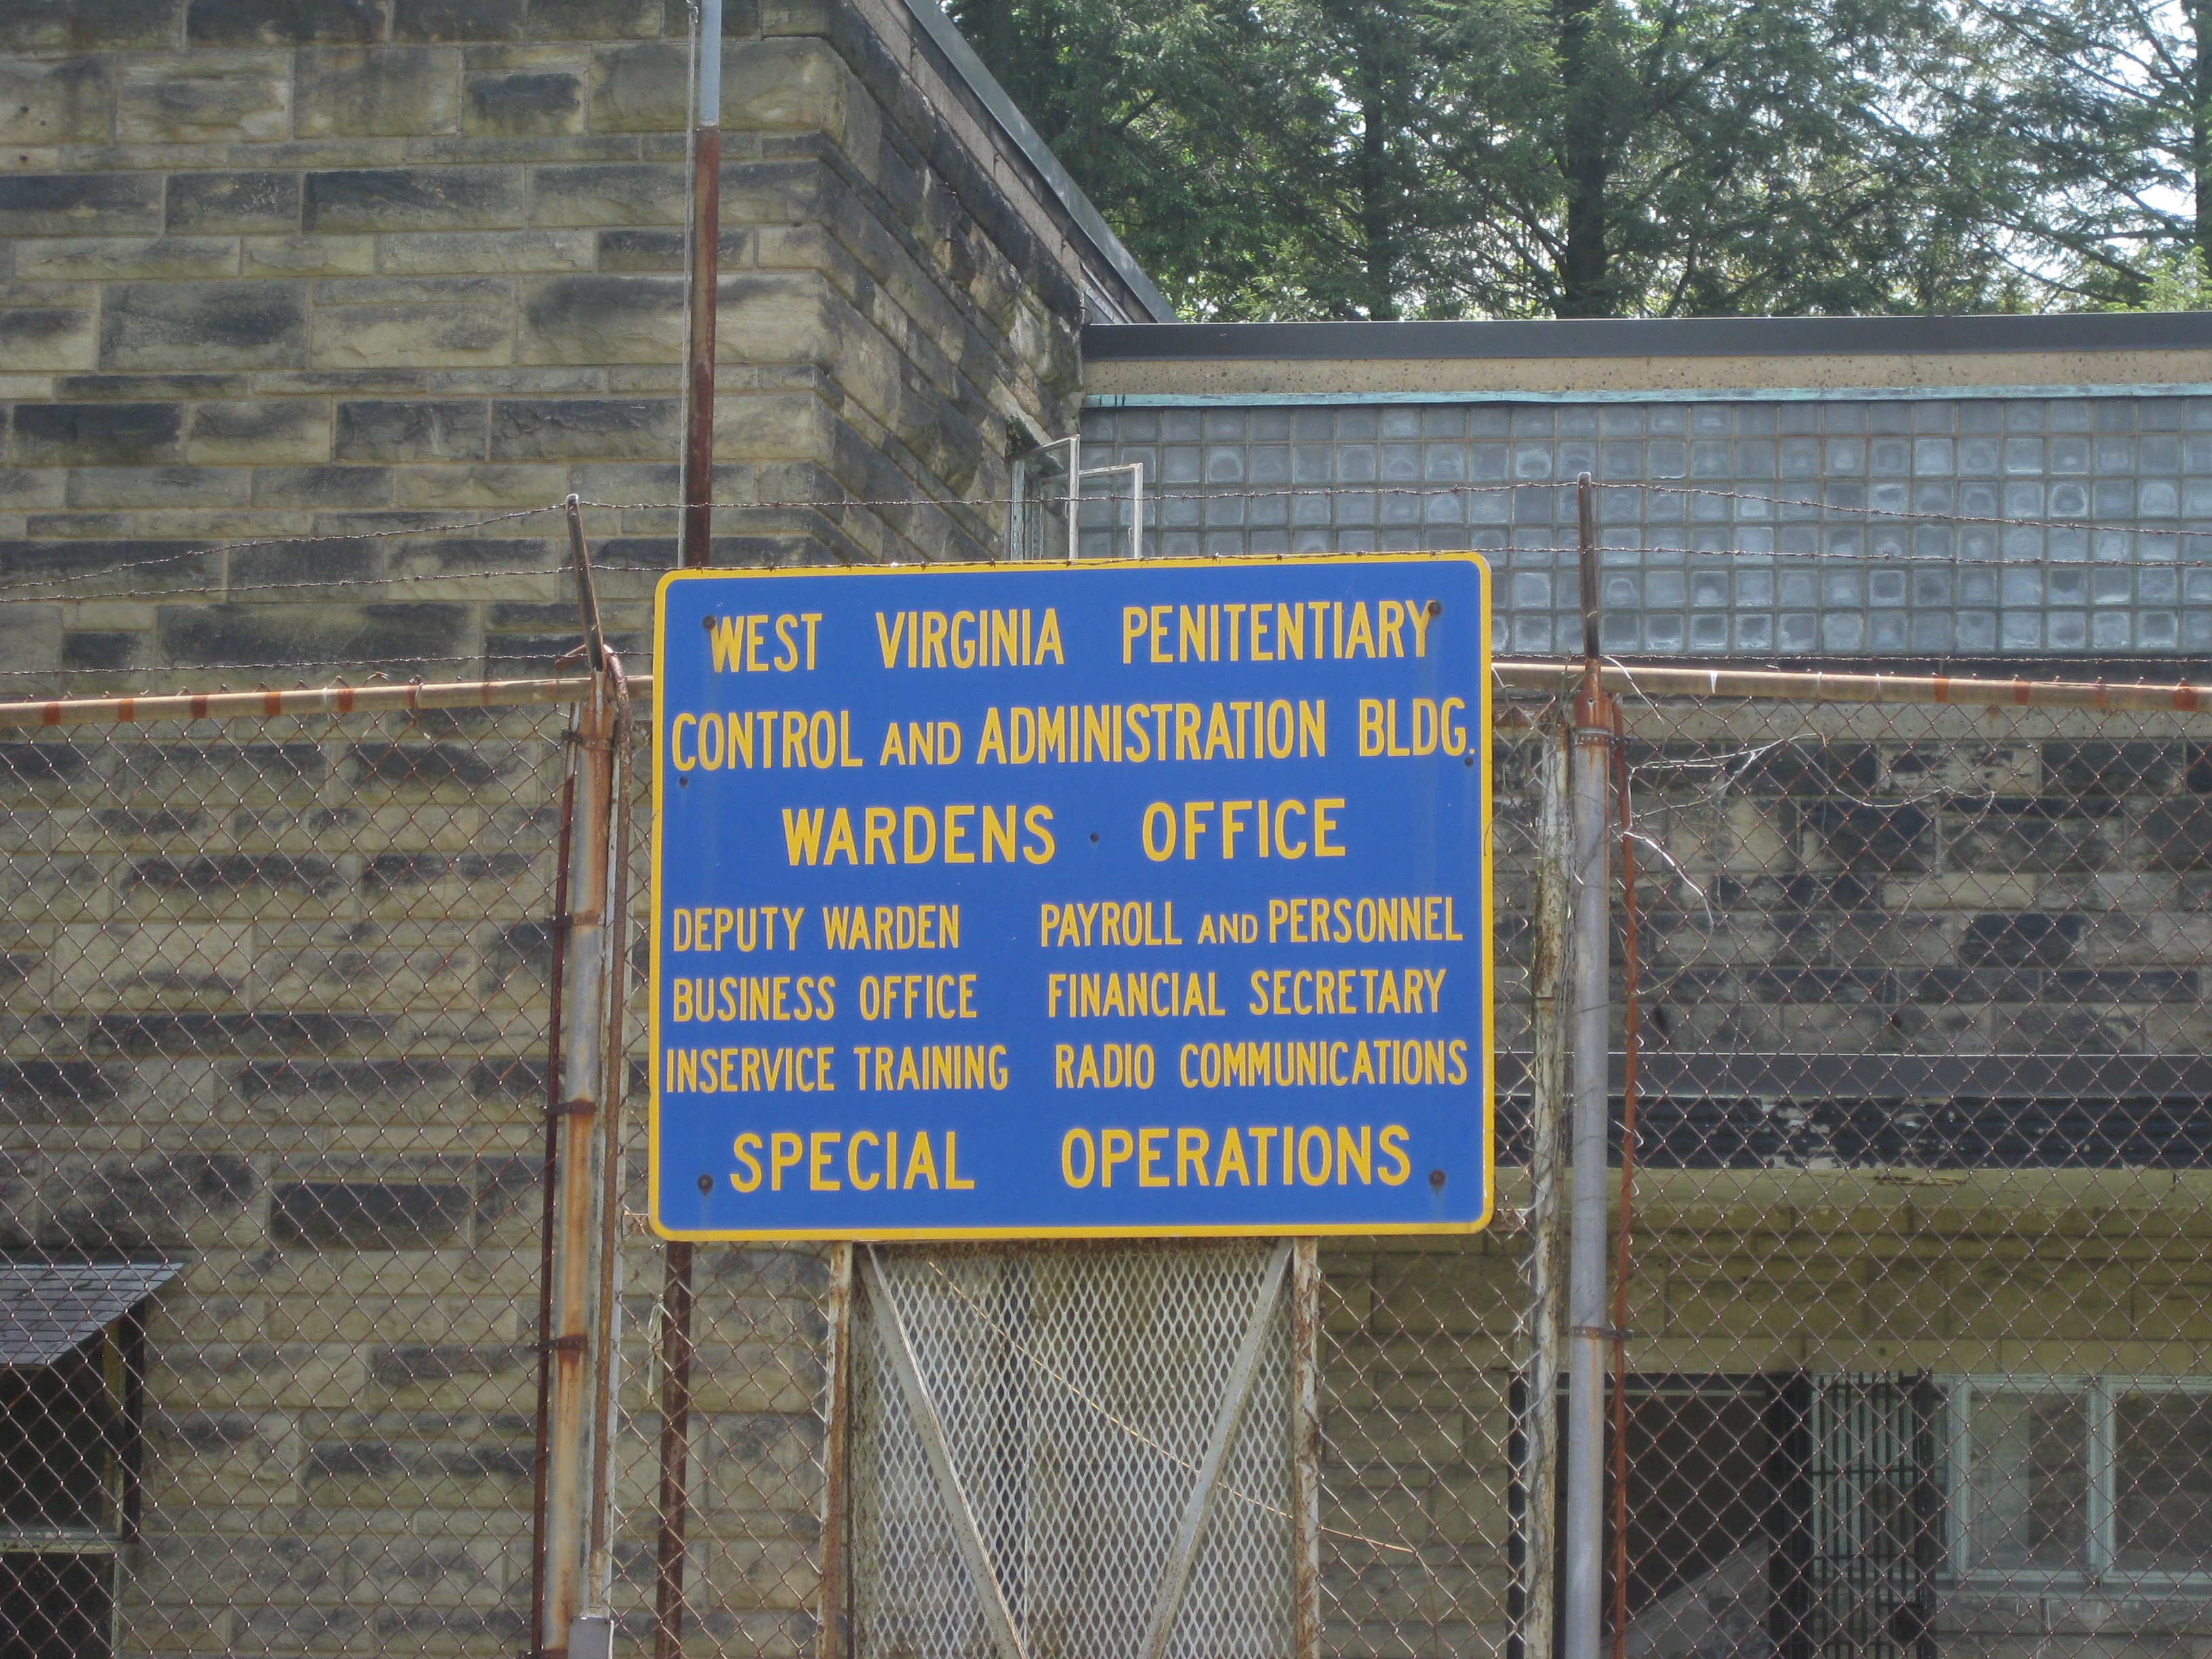 WEST VIRGINIA PENITENTIARY
CONTROL AND ADMINISTRATION BLDG.
WARDENS OFFICE
DEPUTY WARDEN PAYROLL AND PERSONNEL
BUSINESS OFFICE FINANCIAL SECRETARY
INSERVICE TRAINING RADIO COMMUNICATIONS
SPECIAL OPERATIONS